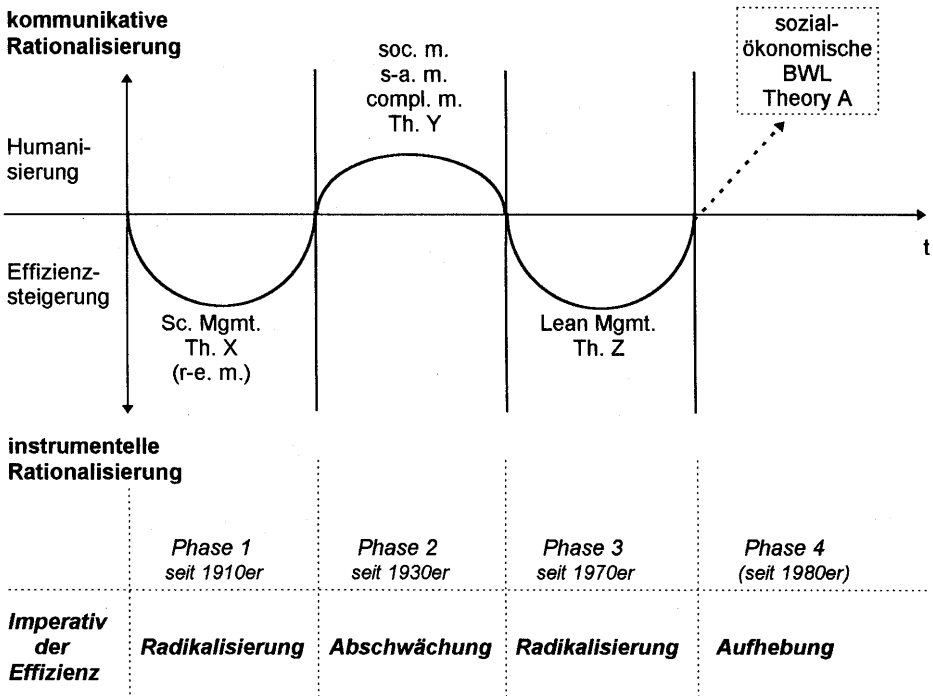 kommunikative
Rationalisierung
soc. m.
s-a. m.
compl. m.
Th. Y
sozial-
ökonomische
BWL
Theory A
Humani-
sierung
t
Effizienz-
steigerung
Sc. Mgmt.
Th. X
(r-e. m.)
Lean Mgmt.
Th. Z
instrumentelle
Rationalisierung
Phase 1
seit 1910er
Phase 2
seit 1930er
Phase 3
seit 1970er
Phase 4
(seit 1980er)
Imperativ
der
Effizienz
Radikalisierung
Abschwächung
Radikalisierung
Aufhebung